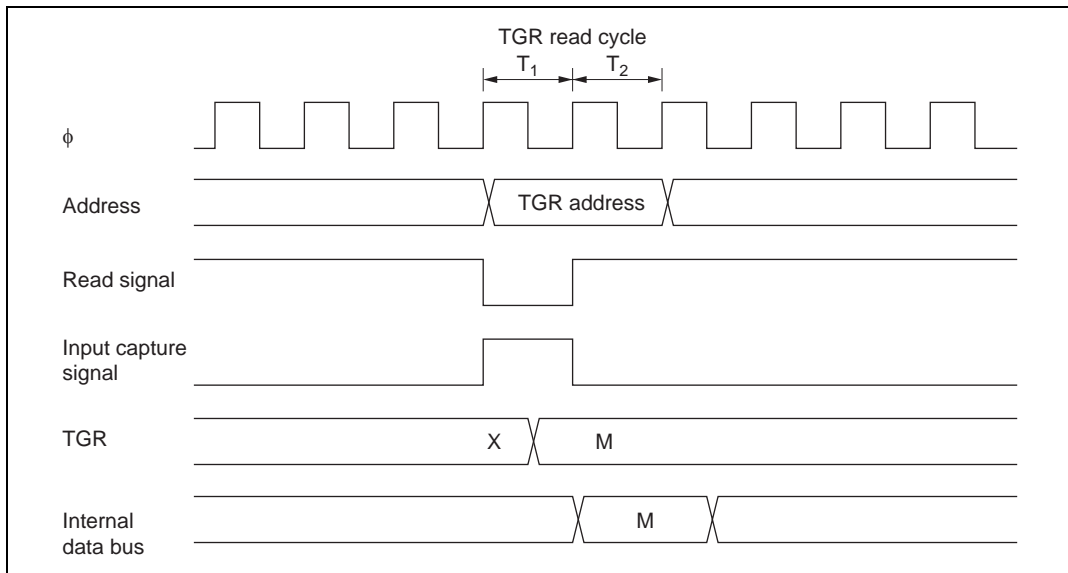 TGR read cycle
T1 T2
ϕ
Address
TGR address
Read signal
Input capture
signal
TGR
X M
Internal
data bus
M